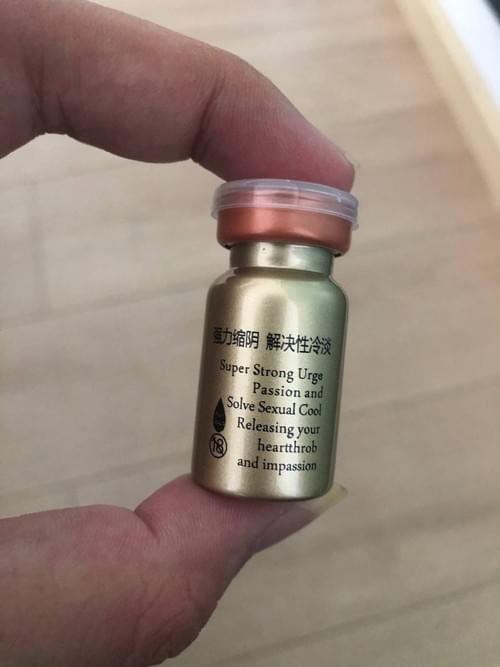 强力缩阴 解决性冷淡
Super Strong Urge
Passion and
Solve Sexual Cool
Releasing your
heartthrob
and impassion
18